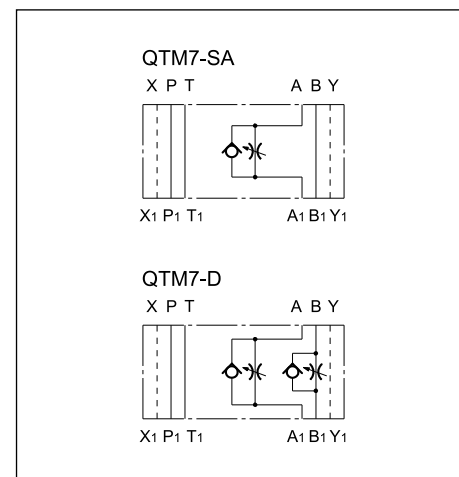 QTM7-SA
X P T A B Y
X1 P1 T1 A1 B1 Y1
QTM7-D
X P T A B Y
X1 P1 T1 A1 B1 Y1